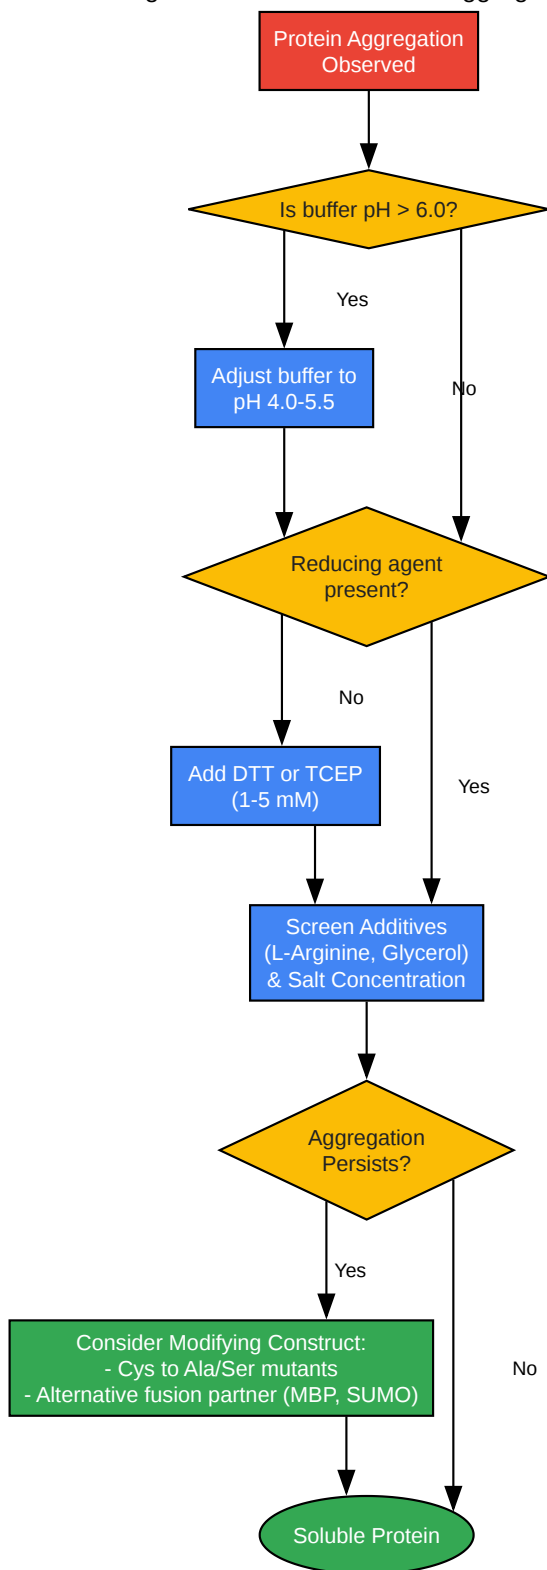 Protein Aggregation
Observed
Is buffer pH > 6.0?
Yes
Adjust buffer to
pH 4.0-5.5
No
Reducing agent
present?
No
Add DTT or TCEP
(1-5 mM)
Yes
Screen Additives
(L-Arginine, Glycerol)
& Salt Concentration
Aggregation
Persists?
Yes
Consider Modifying Construct:
- Cys to Ala/Ser mutants
- Alternative fusion partner (MBP, SUMO)
No
Soluble Protein